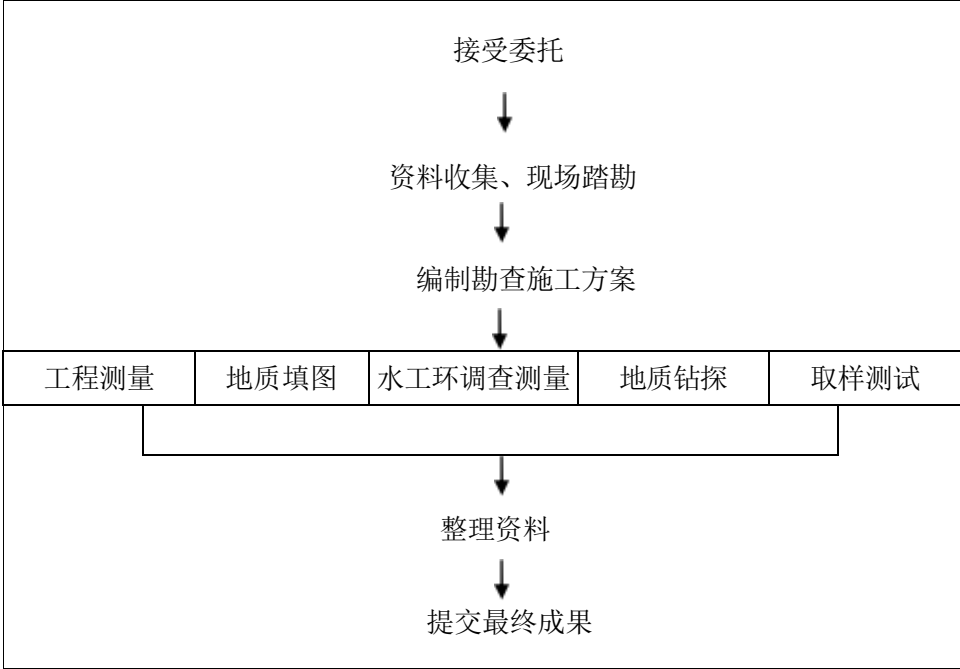 接受委托
资料收集、现场踏勘
编制勘查施工方案
工程测量 地质填图 水工环调查测量 地质钻探 取样测试
整理资料
提交最终成果